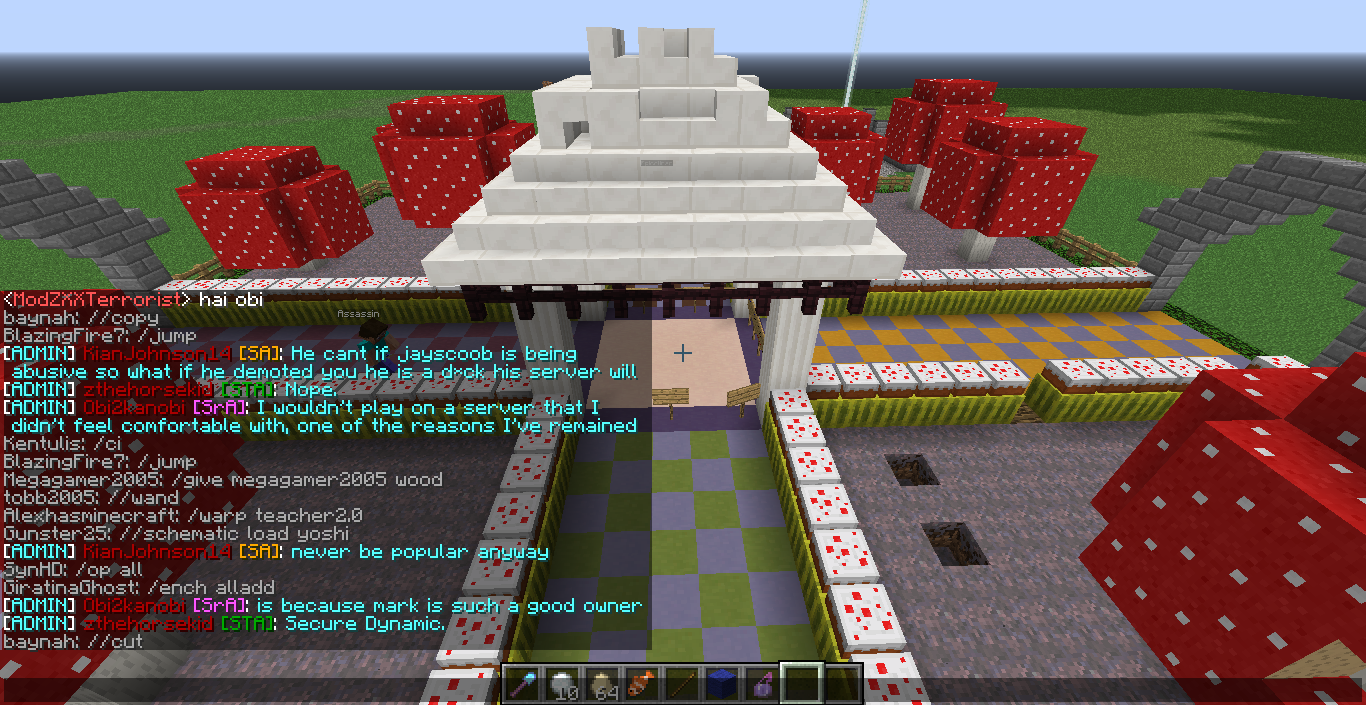 <ModZXXTerrorist> hai obi
baynah: //copy
Assassin
BlazingFire7: /jump
[ADMIN] KianJohnson14 [SA]: He cant if jayscoob is being
abusive so what if he demoted you he is a d*ck his server will
[ADMIN] zthehorsekid [STA]: Nope.
[ADMIN] Obi2kanobi [SrA]: I wouldn't play on a server that I
didn't feel comfortable with, one of the reasons I've remained
Kentulis: /ci
BlazingFire7: /jump
Megagamer2005: /give megagamer2005 wood
tobb2005: //wand
Alexhasminecraft: /warp teacher2.0
Gunster25: //schematic load yoshi
[ADMIN] KianJohnson14 [SA]: never be popular anyway
SynHD: /op all
GiratinaGhost: /ench alladd
[ADMIN] Obi2kanobi [SrA]: is because mark is such a good owner
[ADMIN] zthehorsekid [STA]: Secure Dynamic.
baynah: //cut
10
64